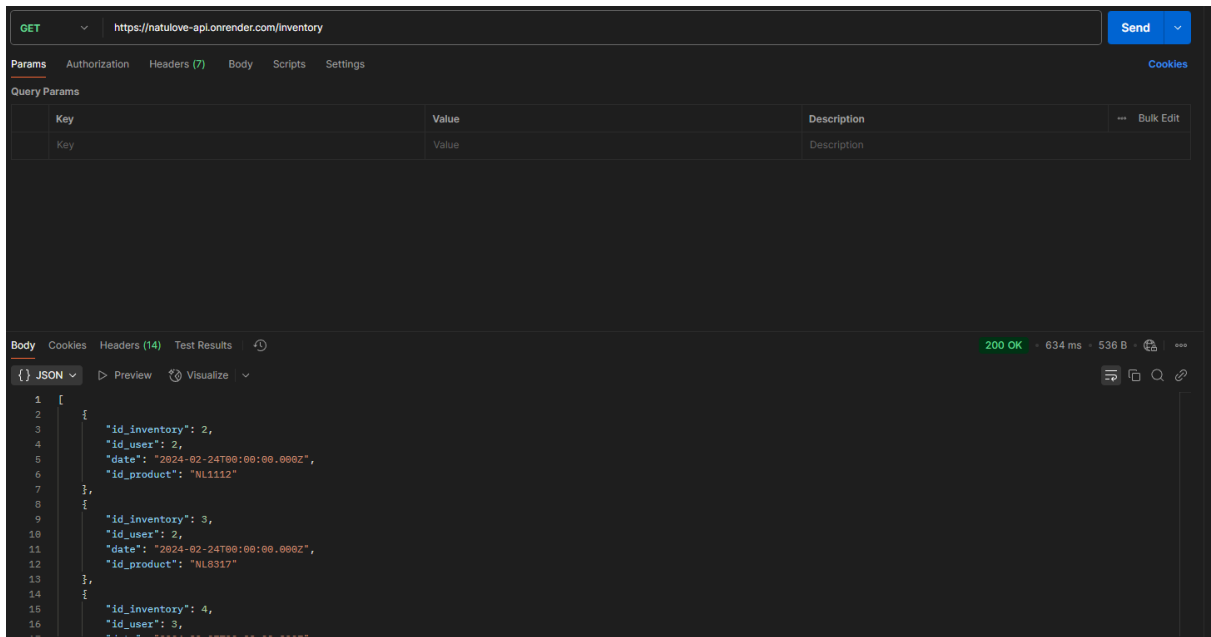 GET https://natulove-api.onrender.com/inventory Send
Params Authorization Headers (7) Body Scripts Settings Cookies
Query Params
Key Value Description ··· Bulk Edit
Key Value Description
Body Cookies Headers (14) Test Results 200 OK · 634 ms · 536 B · ···
{} JSON Preview Visualize
1 [
2 {
3 "id_inventory": 2,
4 "id_user": 2,
5 "date": "2024-02-24T00:00:00.000Z",
6 "id_product": "NL1112"
7 },
8 {
9 "id_inventory": 3,
10 "id_user": 2,
11 "date": "2024-02-24T00:00:00.000Z",
12 "id_product": "NL8317"
13 },
14 {
15 "id_inventory": 4,
16 "id_user": 3,